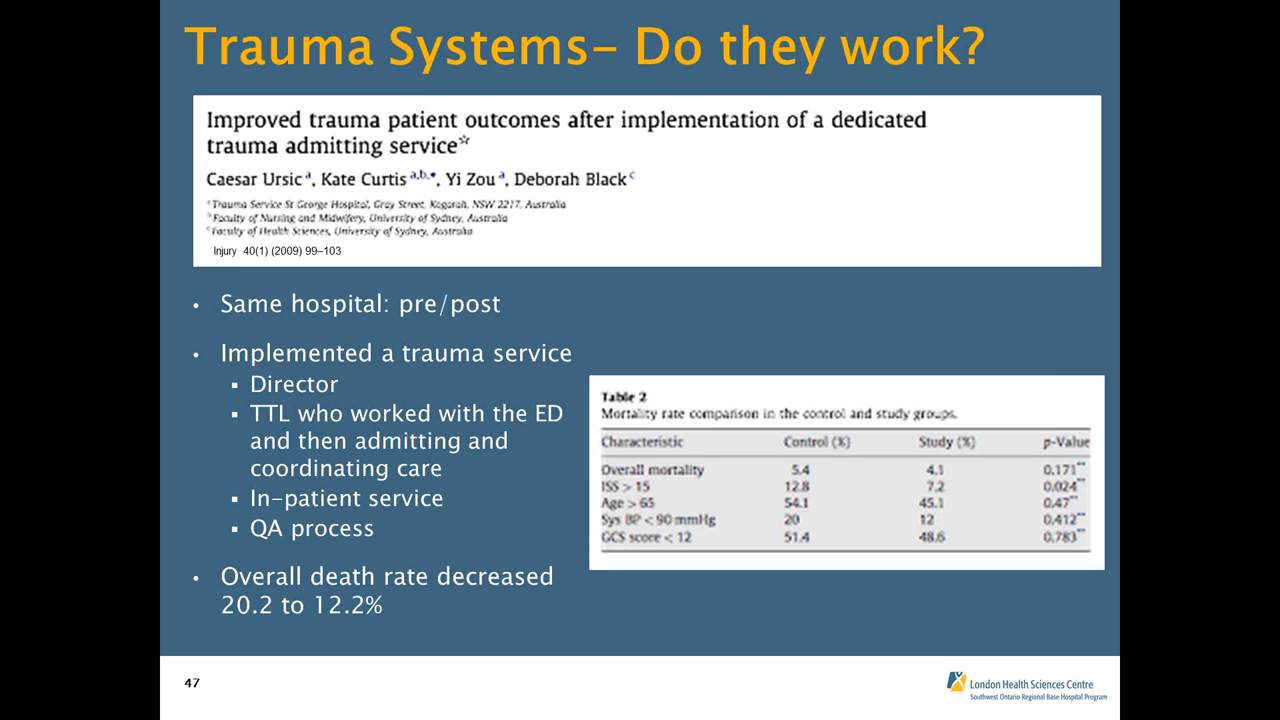 Trauma Systems– Do they work?
Improved trauma patient outcomes after implementation of a dedicated
trauma admitting service☆
Caesar Ursic a, Kate Curtis a,b,*, Yi Zou a, Deborah Black c
a Trauma Service St George Hospital, Gray Street, Kogarah, NSW 2217, Australia
b Faculty of Nursing and Midwifery, University of Sydney, Australia
c Faculty of Health Sciences, University of Sydney, Australia
Injury 40(1) (2009) 99–103
• Same hospital: pre/post
• Implemented a trauma service
▪ Director
▪ TTL who worked with the ED
and then admitting and
coordinating care
▪ In-patient service
▪ QA process
• Overall death rate decreased
20.2 to 12.2%
Table 2
Mortality rate comparison in the control and study groups.
Characteristic Control (%) Study (%) p-Value
Overall mortality 5.4 4.1 0.171**
ISS > 15 12.8 7.2 0.024**
Age > 65 54.1 45.1 0.47**
Sys BP < 90 mmHg 20 12 0.412**
GCS score < 12 51.4 48.6 0.783**
47
London Health Sciences Centre
Southwest Ontario Regional Base Hospital Program